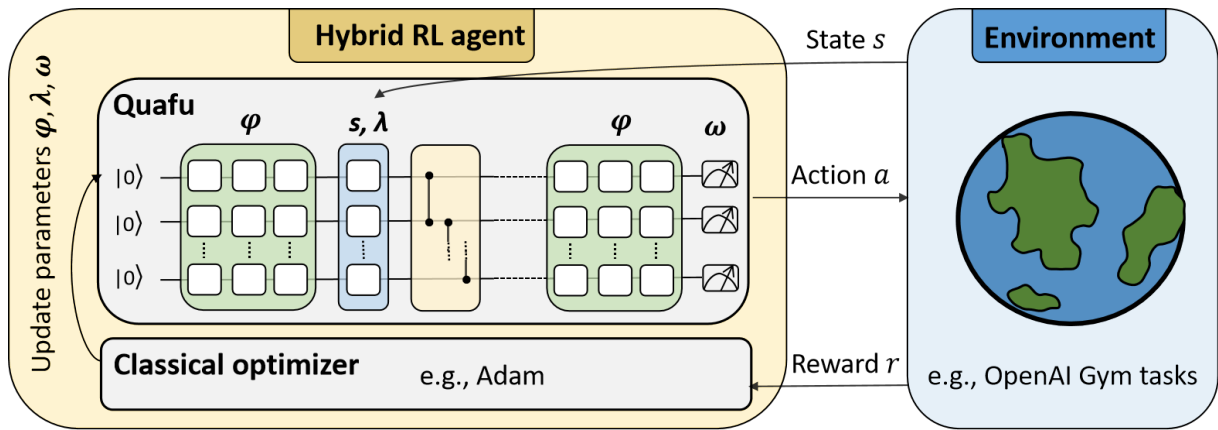 Hybrid RL agent
Environment
State s
Quafu
φ
s, λ
φ
ω
|0⟩
|0⟩
|0⟩
Action a
Update parameters φ, λ, ω
Classical optimizer
e.g., Adam
Reward r
e.g., OpenAI Gym tasks